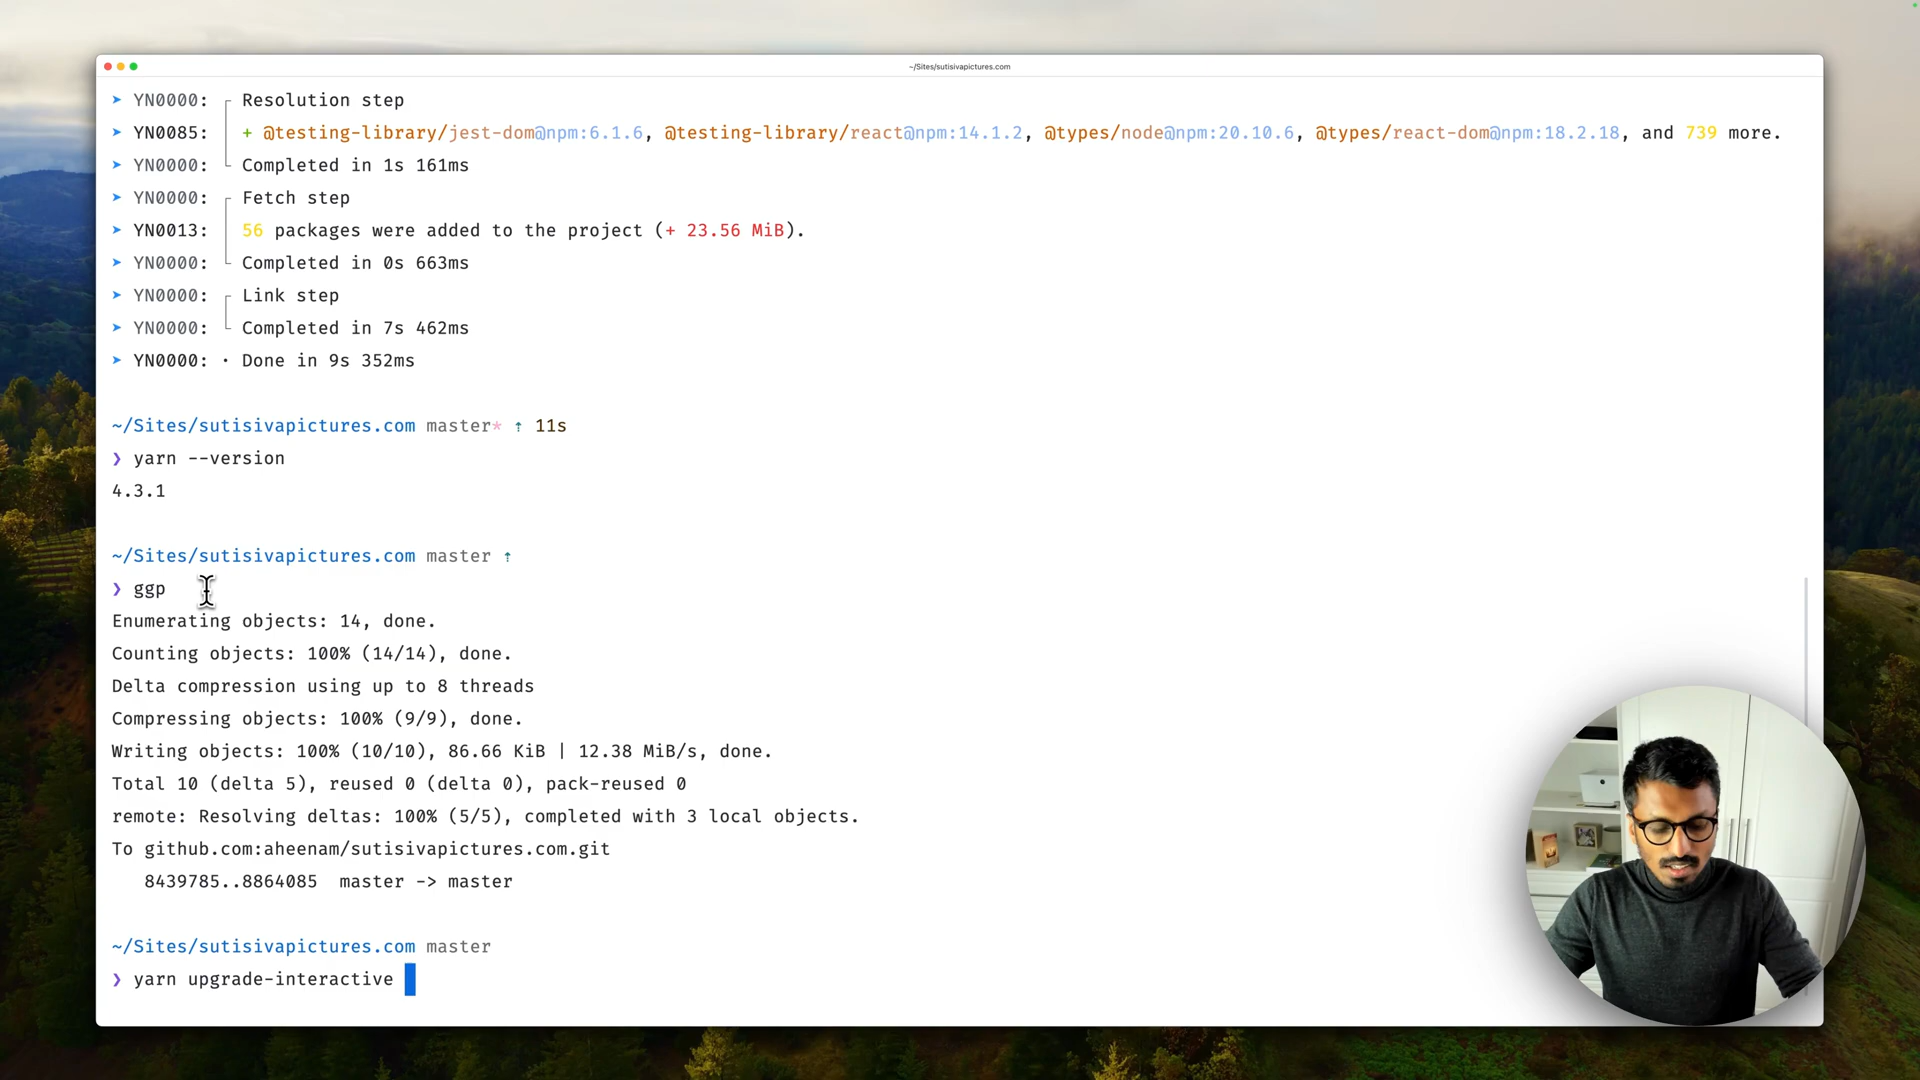 ~/Sites/sutisivapictures.com
➤ YN0000: ┌ Resolution step
➤ YN0085: │ + @testing-library/jest-dom@npm:6.1.6, @testing-library/react@npm:14.1.2, @types/node@npm:20.10.6, @types/react-dom@npm:18.2.18, and 739 more.
➤ YN0000: └ Completed in 1s 161ms
➤ YN0000: ┌ Fetch step
➤ YN0013: │ 56 packages were added to the project (+ 23.56 MiB).
➤ YN0000: └ Completed in 0s 663ms
➤ YN0000: ┌ Link step
➤ YN0000: └ Completed in 7s 462ms
➤ YN0000: · Done in 9s 352ms
~/Sites/sutisivapictures.com master* ⇡ 11s
❯ yarn --version
4.3.1
~/Sites/sutisivapictures.com master ⇡
❯ ggp
Enumerating objects: 14, done.
Counting objects: 100% (14/14), done.
Delta compression using up to 8 threads
Compressing objects: 100% (9/9), done.
Writing objects: 100% (10/10), 86.66 KiB | 12.38 MiB/s, done.
Total 10 (delta 5), reused 0 (delta 0), pack-reused 0
remote: Resolving deltas: 100% (5/5), completed with 3 local objects.
To github.com:aheenam/sutisivapictures.com.git
8439785..8864085  master -> master
~/Sites/sutisivapictures.com master
❯ yarn upgrade-interactive